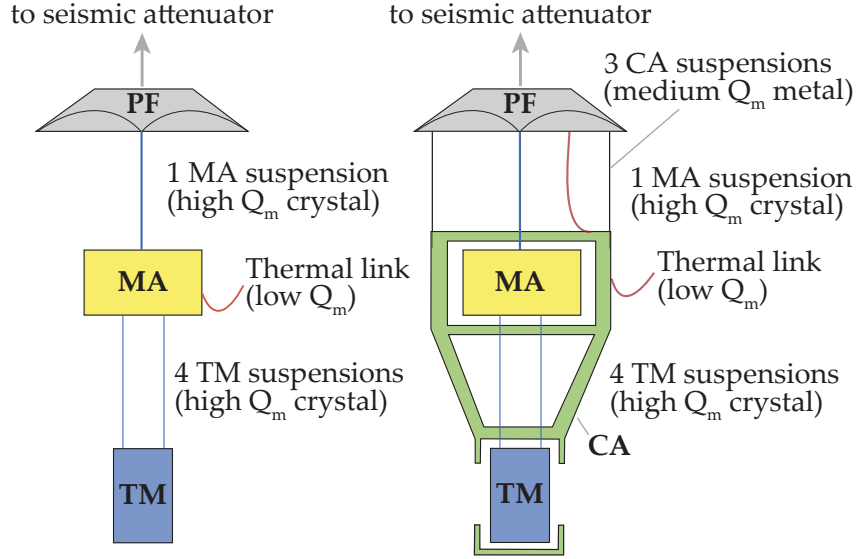 to seismic attenuator
PF
1 MA suspension
(high Qm crystal)
MA
Thermal link
(low Qm)
4 TM suspensions
(high Qm crystal)
TM
to seismic attenuator
PF
3 CA suspensions
(medium Qm metal)
1 MA suspension
(high Qm crystal)
MA
Thermal link
(low Qm)
4 TM suspensions
(high Qm crystal)
CA
TM